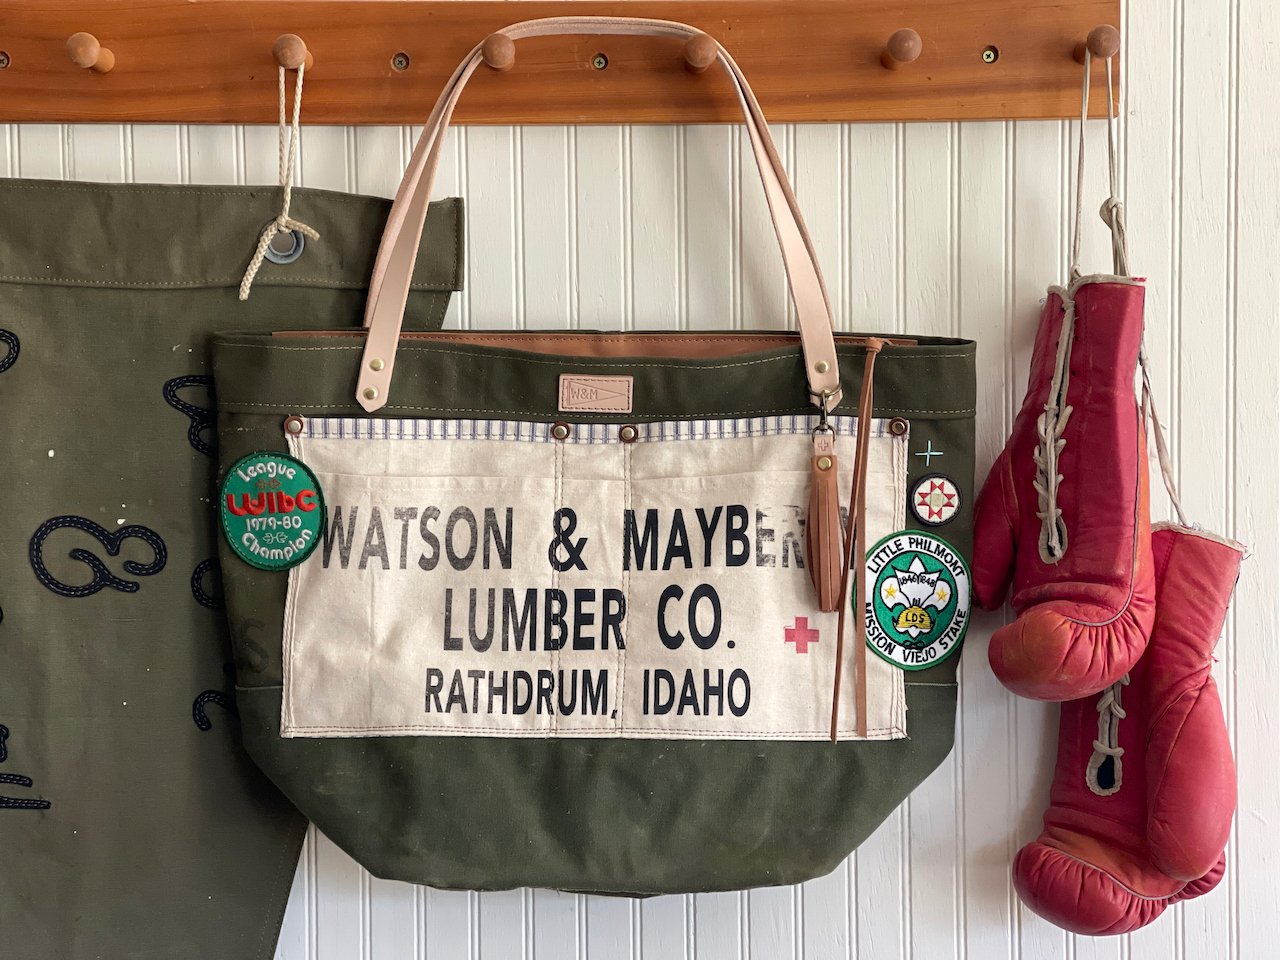 W&M
League
WIBC
1979-80
Champion
WATSON & MAYBER
LUMBER CO.
RATHDRUM, IDAHO
LITTLE PHILMONT
LDS
MISSION VIEJO STAKE